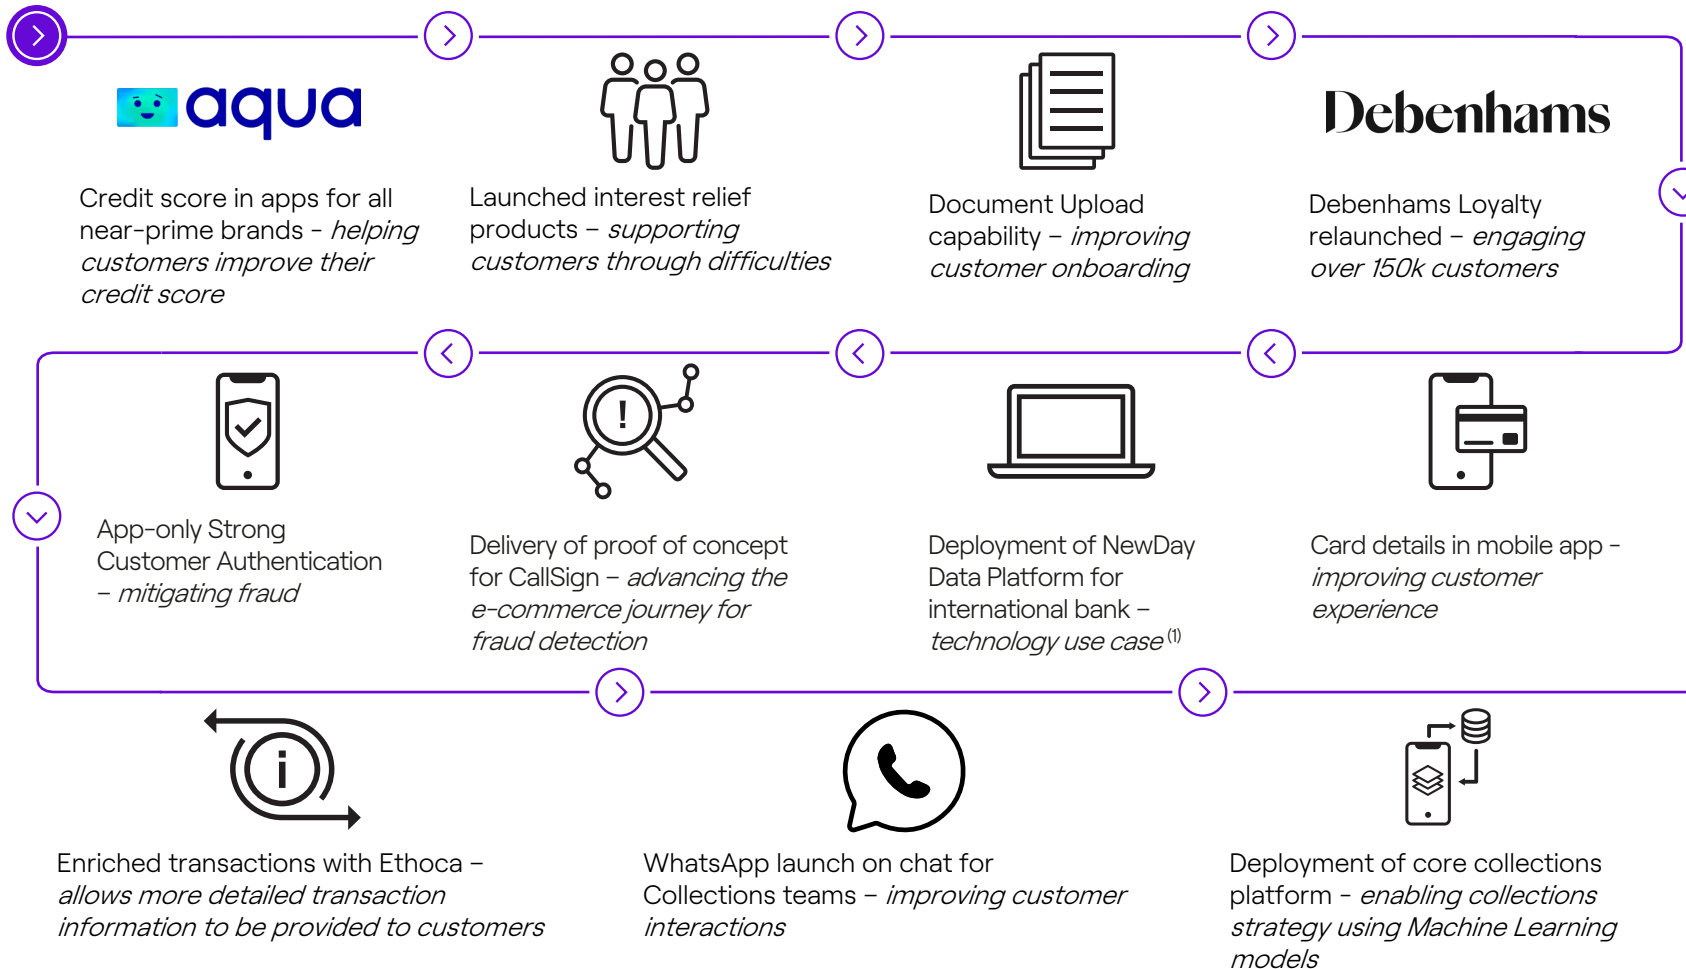 aqua
Credit score in apps for all
near-prime brands - helping
customers improve their
credit score
Launched interest relief
products – supporting
customers through difficulties
Document Upload
capability – improving
customer onboarding
Debenhams
Debenhams Loyalty
relaunched – engaging
over 150k customers
App-only Strong
Customer Authentication
– mitigating fraud
!
Delivery of proof of concept
for CallSign – advancing the
e-commerce journey for
fraud detection
Deployment of NewDay
Data Platform for
international bank –
technology use case (1)
Card details in mobile app -
improving customer
experience
i
Enriched transactions with Ethoca –
allows more detailed transaction
information to be provided to customers
WhatsApp launch on chat for
Collections teams – improving customer
interactions
Deployment of core collections
platform - enabling collections
strategy using Machine Learning
models